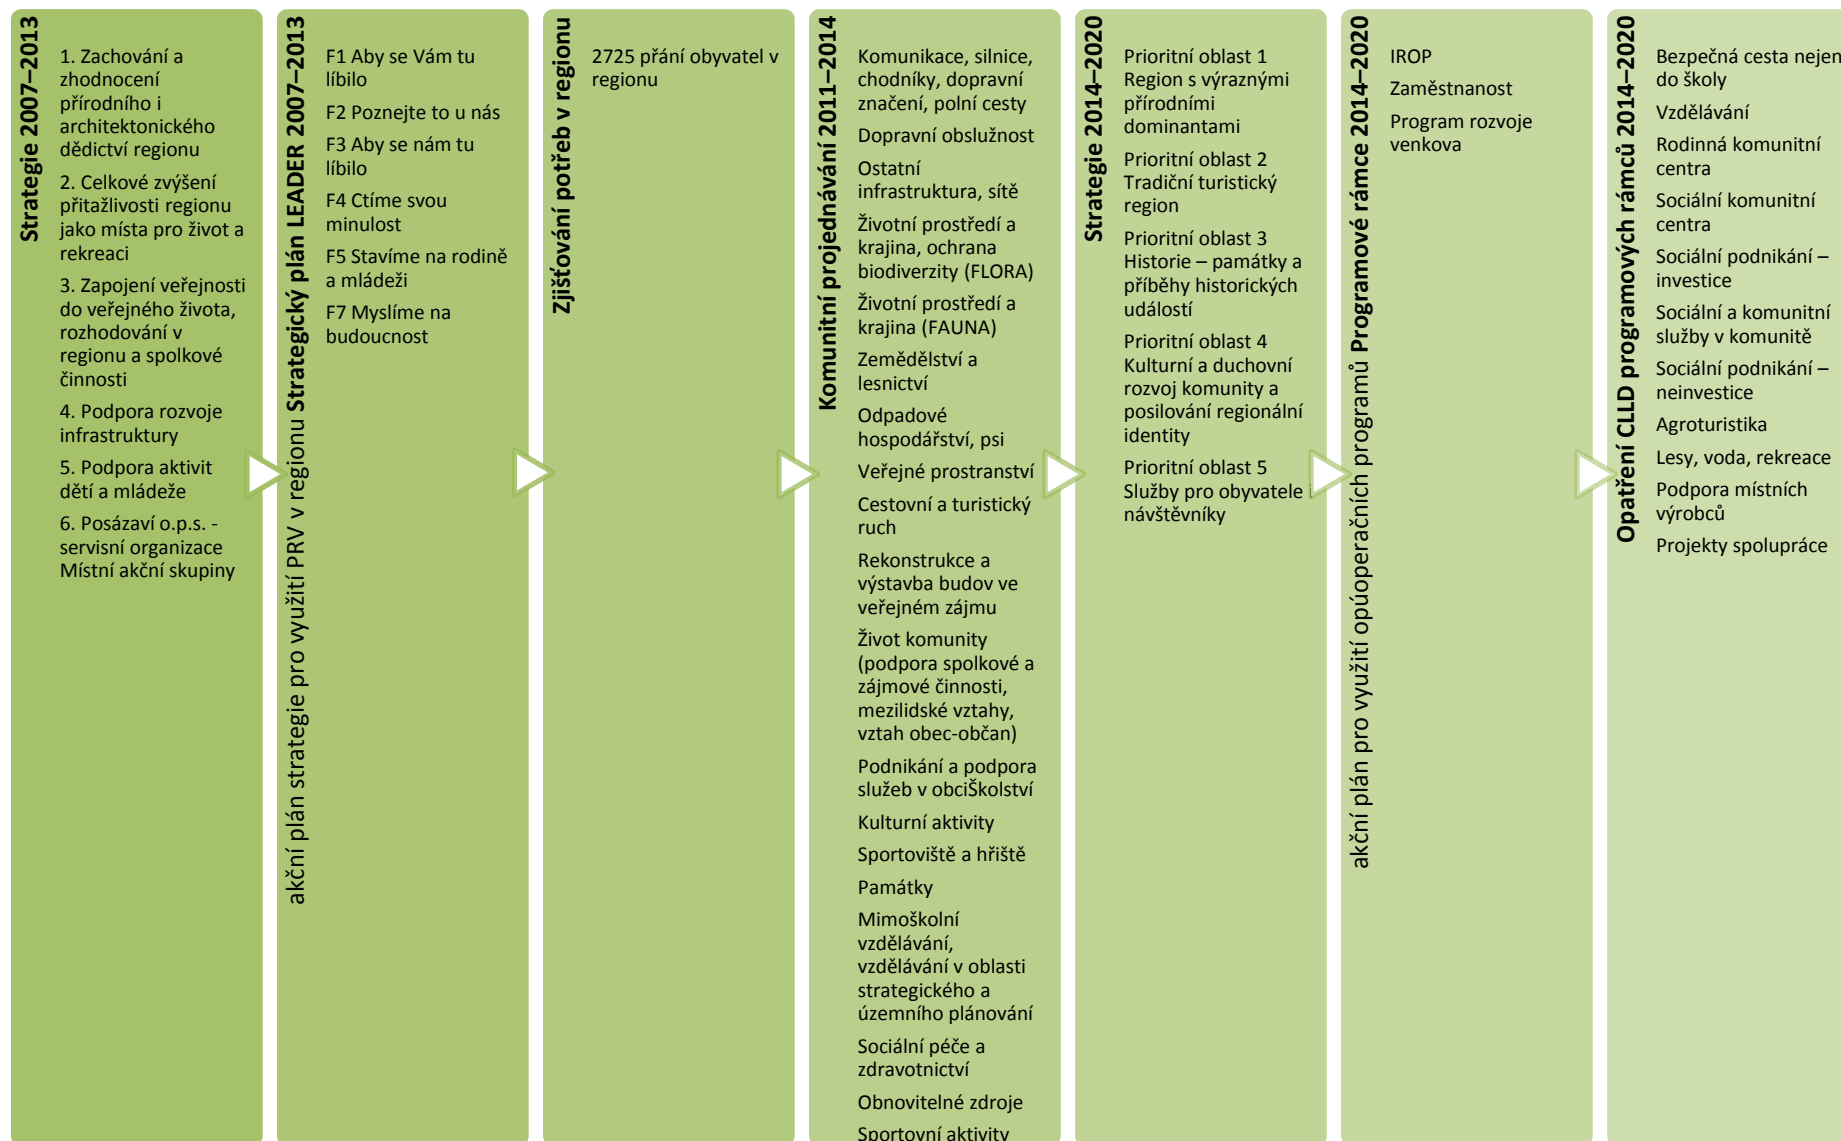 Strategie 2007–2013
1. Zachování a
zhodnocení
přírodního i
architektonického
dědictví regionu
2. Celkové zvýšení
přitažlivosti regionu
jako místa pro život a
rekreaci
3. Zapojení veřejnosti
do veřejného života,
rozhodování v
regionu a spolkové
činnosti
4. Podpora rozvoje
infrastruktury
5. Podpora aktivit
dětí a mládeže
6. Posázaví o.p.s. -
servisní organizace
Místní akční skupiny
akční plán strategie pro využití PRV v regionu Strategický plán LEADER 2007–2013
F1 Aby se Vám tu
líbilo
F2 Poznejte to u nás
F3 Aby se nám tu
líbilo
F4 Ctíme svou
minulost
F5 Stavíme na rodině
a mládeži
F7 Myslíme na
budoucnost
Zjišťování potřeb v regionu
2725 přání obyvatel v
regionu
Komunitní projednávání 2011–2014
Komunikace, silnice,
chodníky, dopravní
značení, polní cesty
Dopravní obslužnost
Ostatní
infrastruktura, sítě
Životní prostředí a
krajina, ochrana
biodiverzity (FLORA)
Životní prostředí a
krajina (FAUNA)
Zemědělství a
lesnictví
Odpadové
hospodářství, psi
Veřejné prostranství
Cestovní a turistický
ruch
Rekonstrukce a
výstavba budov ve
veřejném zájmu
Život komunity
(podpora spolkové a
zájmové činnosti,
mezilidské vztahy,
vztah obec-občan)
Podnikání a podpora
služeb v obciŠkolství
Kulturní aktivity
Sportoviště a hřiště
Památky
Mimoškolní
vzdělávání,
vzdělávání v oblasti
strategického a
územního plánování
Sociální péče a
zdravotnictví
Obnovitelné zdroje
Sportovní aktivity
Strategie 2014–2020
Prioritní oblast 1
Region s výraznými
přírodními
dominantami
Prioritní oblast 2
Tradiční turistický
region
Prioritní oblast 3
Historie – památky a
příběhy historických
událostí
Prioritní oblast 4
Kulturní a duchovní
rozvoj komunity a
posilování regionální
identity
Prioritní oblast 5
Služby pro obyvatele i
návštěvníky
akční plán pro využití opúoperačních programů Programové rámce 2014–2020
IROP
Zaměstnanost
Program rozvoje
venkova
Opatření CLLD programových rámců 2014–2020
Bezpečná cesta nejen
do školy
Vzdělávání
Rodinná komunitní
centra
Sociální komunitní
centra
Sociální podnikání –
investice
Sociální a komunitní
služby v komunitě
Sociální podnikání –
neinvestice
Agroturistika
Lesy, voda, rekreace
Podpora místních
výrobců
Projekty spolupráce